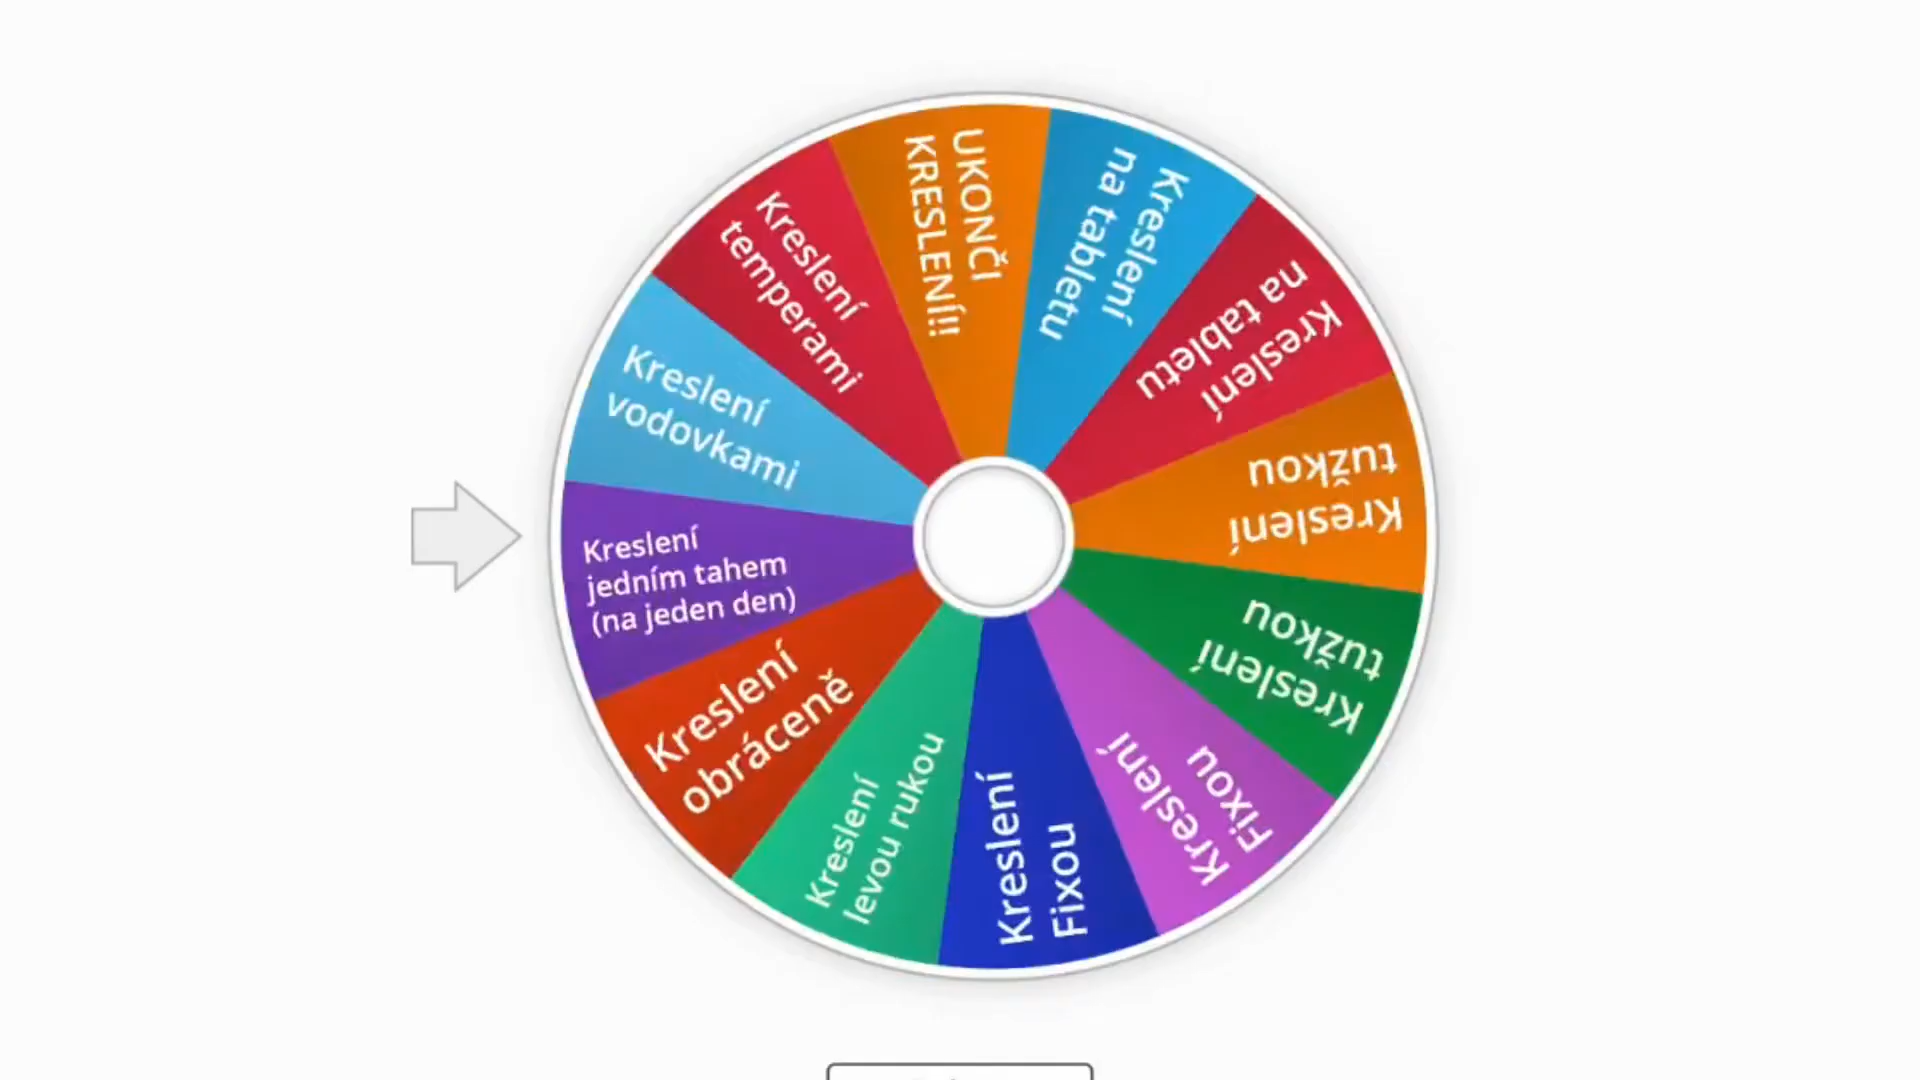 UKONČI
KRESLENÍ!!
Kreslení
na tabletu
Kreslení
na tabletu
Kreslení
tužkou
Kreslení
tužkou
Kreslení
Fixou
Kreslení
Fixou
Kreslení
levou rukou
Kreslení
obráceně
Kreslení
jedním tahem
(na jeden den)
Kreslení
vodovkami
Kreslení
temperami